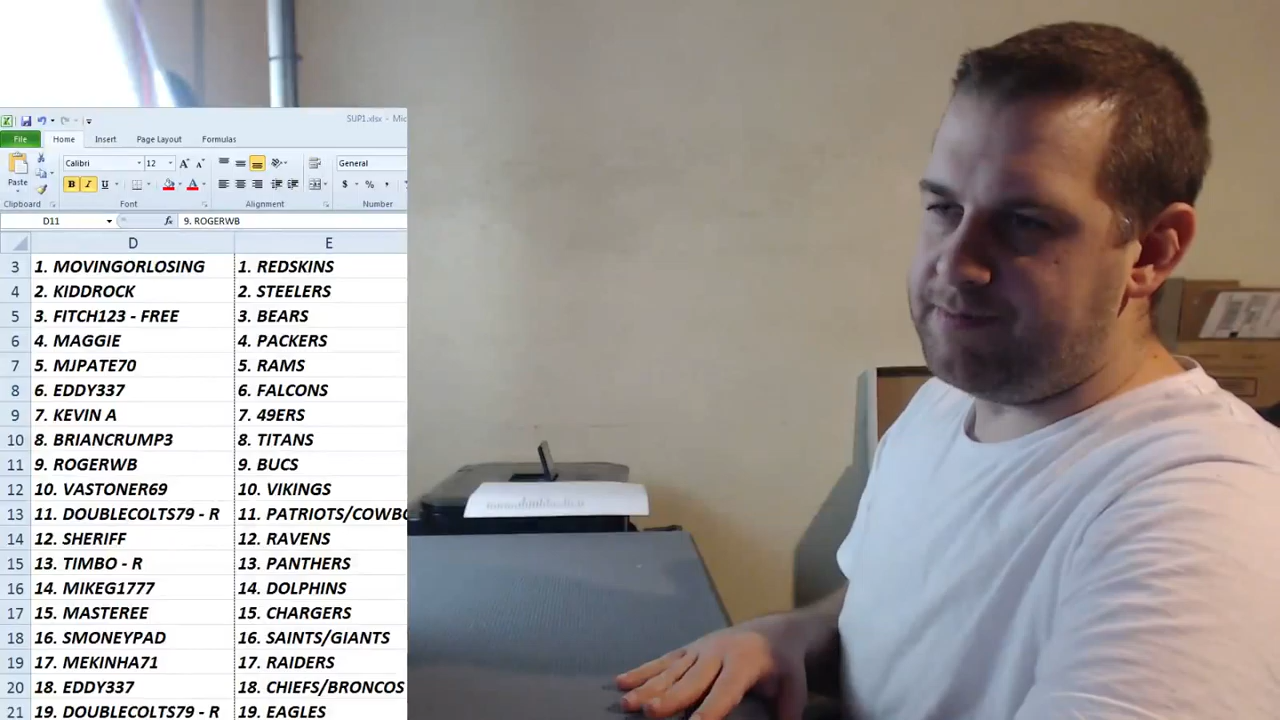 SUP1.xlsx - Mic
File Home Insert Page Layout Formulas
Calibri 12 A A General
Paste B I U A $ % ,
Clipboard Font Alignment Number
D11 fx 9. ROGERWB
D E
3 1. MOVINGORLOSING 1. REDSKINS
4 2. KIDDROCK 2. STEELERS
5 3. FITCH123 - FREE 3. BEARS
6 4. MAGGIE 4. PACKERS
7 5. MJPATE70 5. RAMS
8 6. EDDY337 6. FALCONS
9 7. KEVIN A 7. 49ERS
10 8. BRIANCRUMP3 8. TITANS
11 9. ROGERWB 9. BUCS
12 10. VASTONER69 10. VIKINGS
13 11. DOUBLECOLTS79 - R 11. PATRIOTS/COWBO
14 12. SHERIFF 12. RAVENS
15 13. TIMBO - R 13. PANTHERS
16 14. MIKEG1777 14. DOLPHINS
17 15. MASTEREE 15. CHARGERS
18 16. SMONEYPAD 16. SAINTS/GIANTS
19 17. MEKINHA71 17. RAIDERS
20 18. EDDY337 18. CHIEFS/BRONCOS
21 19. DOUBLECOLTS79 - R 19. EAGLES